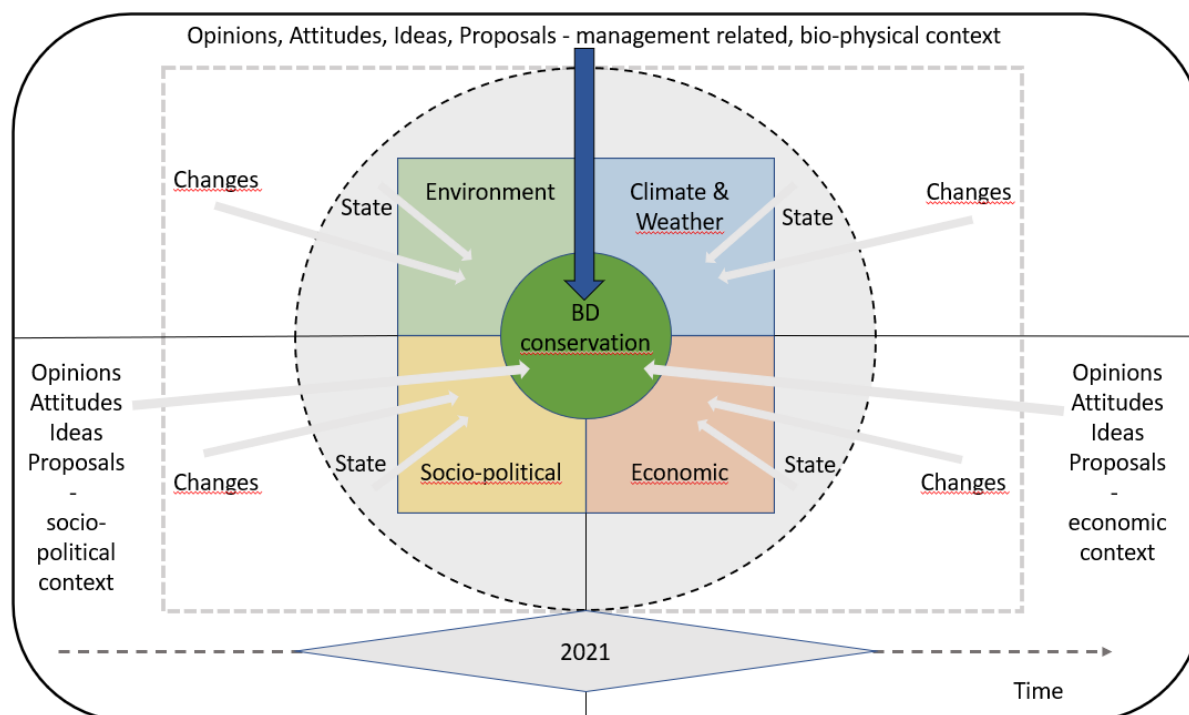 Opinions, Attitudes, Ideas, Proposals - management related, bio-physical context
Changes
State
Environment
Climate &
Weather
State
Changes
BD
conservation
Opinions
Attitudes
Ideas
Proposals
-
socio-
political
context
Changes
State
Socio-political
Economic
State
Changes
Opinions
Attitudes
Ideas
Proposals
-
economic
context
2021
Time